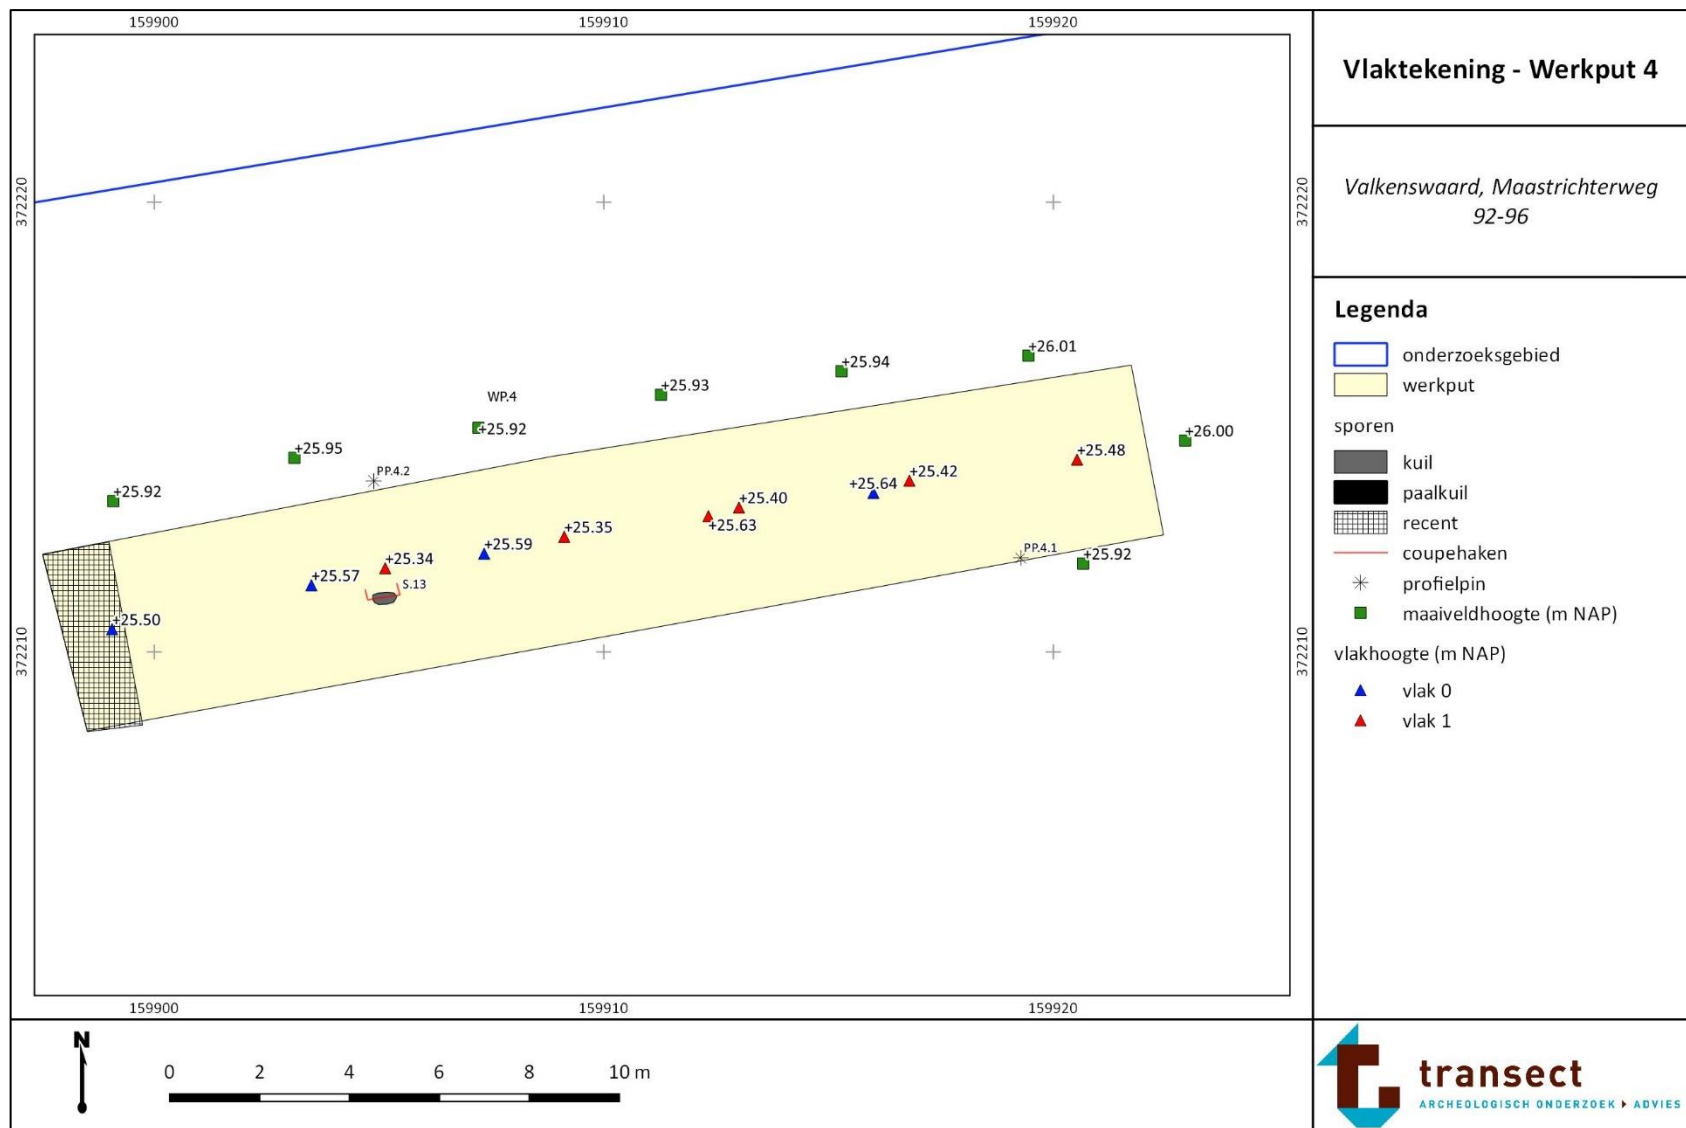 159900
159910
159920
372220
372220
+26.01
+25.94
+25.93
WP.4
+25.92
+26.00
+25.95
+25.48
PP.4.2
+25.42
+25.64
+25.92
+25.40
+25.63
+25.35
+25.59
PP.4.1
+25.92
+25.34
+25.57
S.13
+25.50
372210
372210
159900
159910
159920
N
0 2 4 6 8 10 m
Vlaktekening - Werkput 4
Valkenswaard, Maastrichterweg
92-96
Legenda
onderzoeksgebied
werkput
sporen
kuil
paalkuil
recent
coupehaken
profielpin
maaiveldhoogte (m NAP)
vlakhoogte (m NAP)
vlak 0
vlak 1
transect
ARCHEOLOGISCH ONDERZOEK ▸ ADVIES